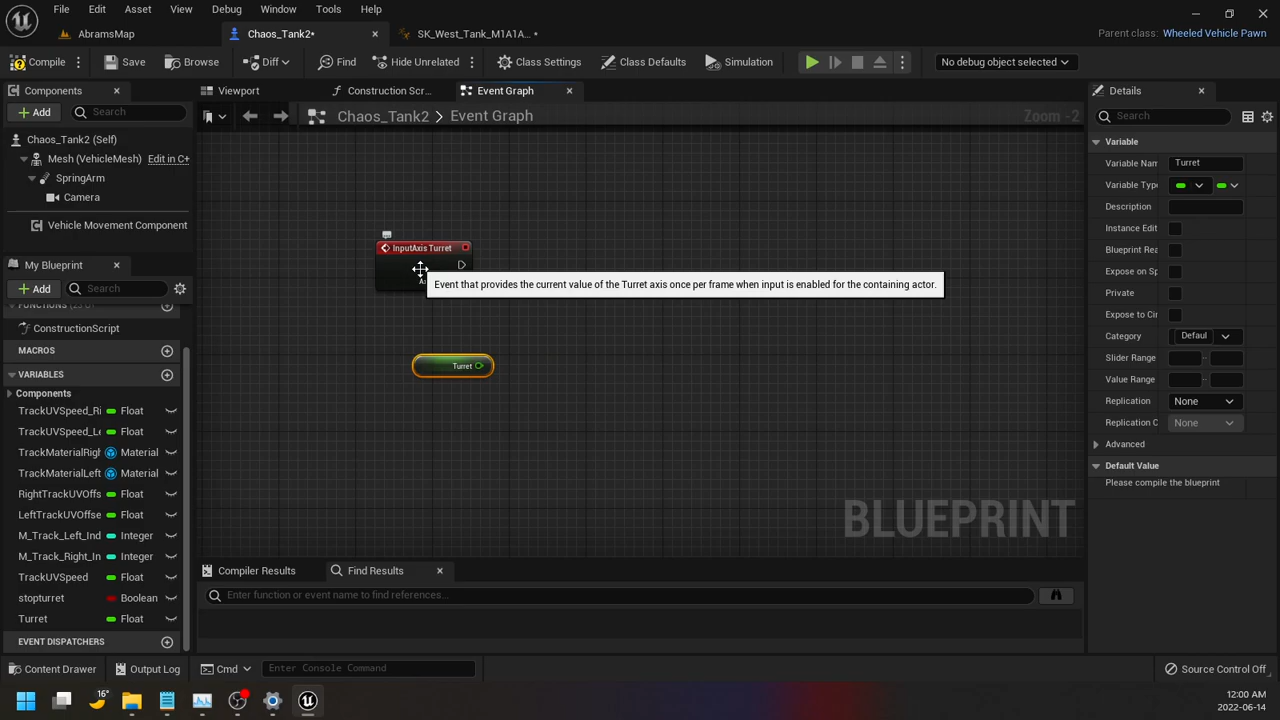 File Edit Asset View Debug Window Tools Help
AbramsMap
Chaos_Tank2*
SK_West_Tank_M1A1A... *
Parent class: Wheeled Vehicle Pawn
Compile
Save
Browse
Diff
Find
Hide Unrelated
Class Settings
Class Defaults
Simulation
No debug object selected
Components
Add
Search
Chaos_Tank2 (Self)
Mesh (VehicleMesh) Edit in C+
SpringArm
Camera
Vehicle Movement Component
My Blueprint
Add
Search
ConstructionScript
MACROS
VARIABLES
Components
TrackUVSpeed_Ri Float
TrackUVSpeed_Le Float
TrackMaterialRigh Material
TrackMaterialLeft Material
RightTrackUVOffs Float
LeftTrackUVOffse Float
M_Track_Left_Ind Integer
M_Track_Right_In Integer
TrackUVSpeed Float
stopturret Boolean
Turret Float
EVENT DISPATCHERS
Viewport
Construction Scr...
Event Graph
Chaos_Tank2 > Event Graph
Zoom -2
InputAxis Turret
Event that provides the current value of the Turret axis once per frame when input is enabled for the containing actor.
Turret
BLUEPRINT
Compiler Results
Find Results
Enter function or event name to find references...
Details
Search
Variable
Variable Nam Turret
Variable Type
Description
Instance Edit
Blueprint Rea
Expose on Sp
Private
Expose to Cin
Category Defaul
Slider Range
Value Range
Replication None
Replication C None
Advanced
Default Value
Please compile the blueprint
Content Drawer
Output Log
Cmd
Enter Console Command
Source Control Off
16°
12:00 AM
2022-06-14